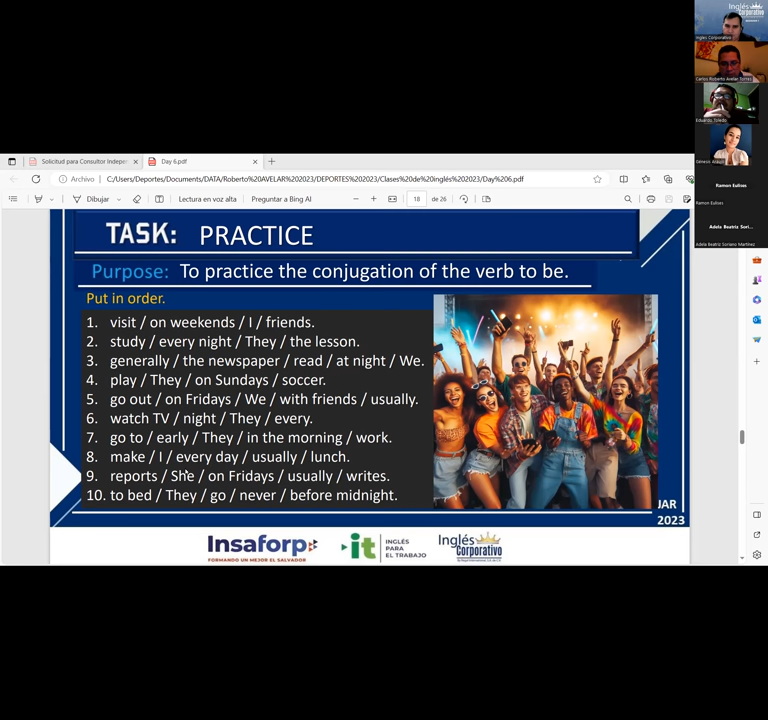 Inglés
Corporativo
Inglés Corporativo
Carlos Roberto Avelar Torres
Eduardo Toledo
Ramon Eulises
Ramon Eulises
Adela Beatriz Sori...
Adela Beatriz Soriano Martinez
Solicitud para Consultor Indepen
Day 6.pdf
Archivo
C:/Users/Deportes/Documents/DATA/Roberto%20AVELAR%202023/DEPORTES%202023/Clases%20de%20inglés%202023/Day%206.pdf
Dibujar
Lectura en voz alta
Preguntar a Bing AI
18
de 26
TASK: PRACTICE
Purpose: To practice the conjugation of the verb to be.
Put in order.
1. visit / on weekends / I / friends.
2. study / every night / They / the lesson.
3. generally / the newspaper / read / at night / We.
4. play / They / on Sundays / soccer.
5. go out / on Fridays / We / with friends / usually.
6. watch TV / night / They / every.
7. go to / early / They / in the morning / work.
8. make / I / every day / usually / lunch.
9. reports / She / on Fridays / usually / writes.
10. to bed / They / go / never / before midnight.
JAR
2023
Insaforp
FORMANDO UN MEJOR EL SALVADOR
it
INGLÉS
PARA
EL TRABAJO
Inglés
Corporativo